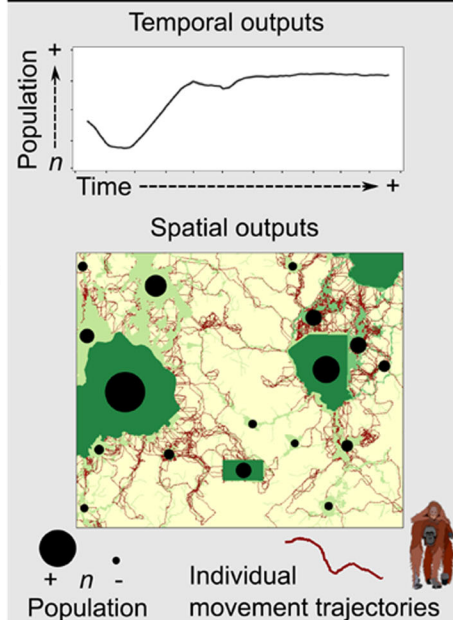 Temporal outputs
+
Population
n
Time
+
Spatial outputs
+ n -
Population
Individual
movement trajectories